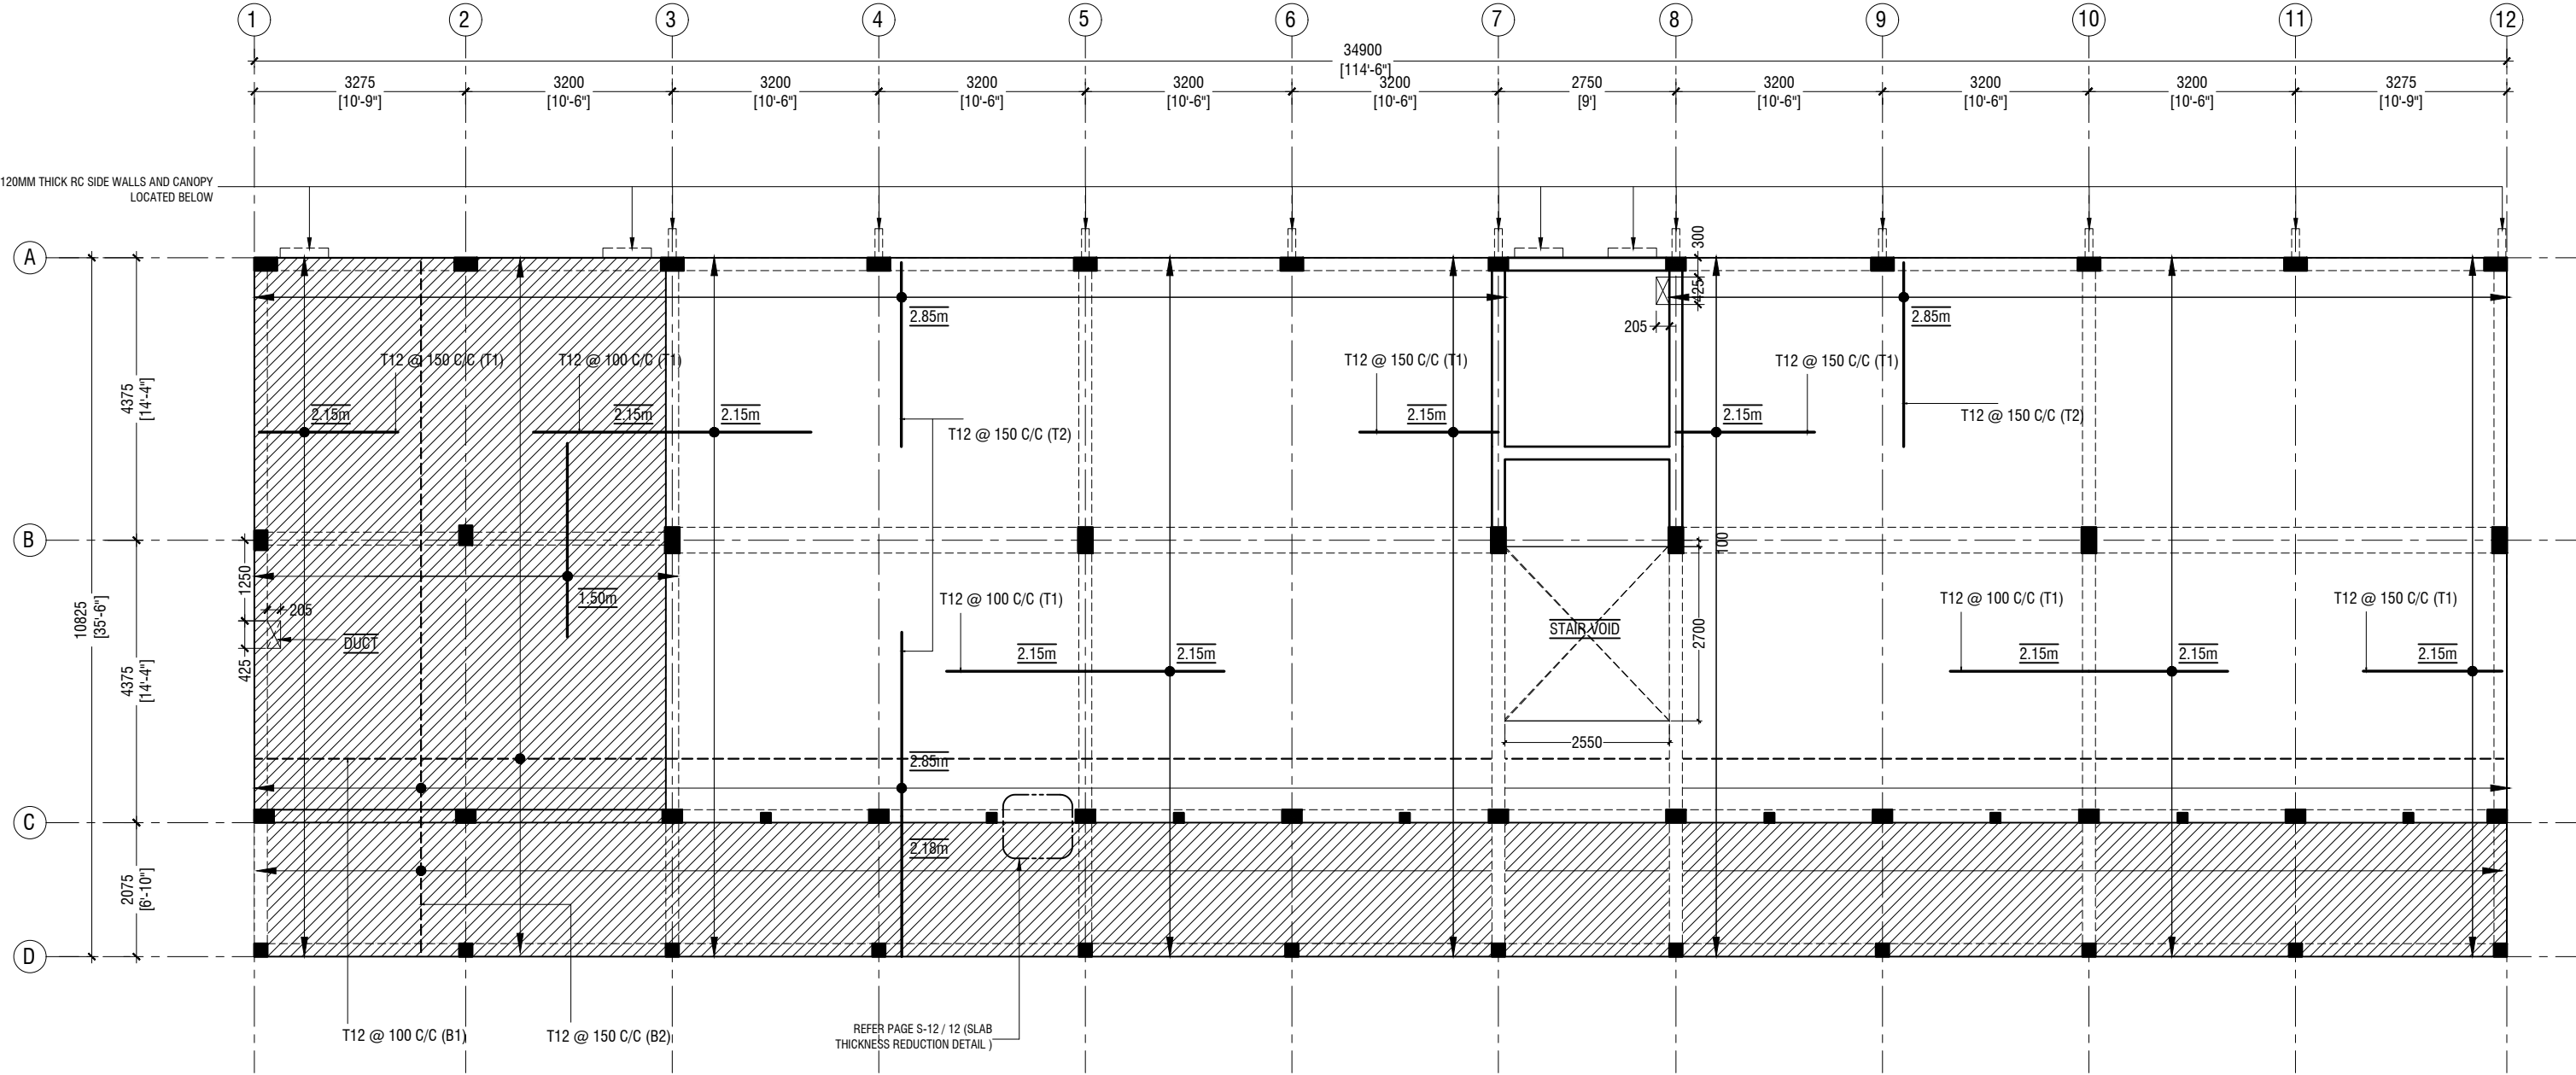 1 2 3 4 5 6 7 8 9 10 11 12
34900
[114'-6"]
3275 3200 3200 3200 3200 3200 2750 3200 3200 3200 3275
[10'-9"] [10'-6"] [10'-6"] [10'-6"] [10'-6"] [10'-6"] [9'] [10'-6"] [10'-6"] [10'-6"] [10'-9"]
120MM THICK RC SIDE WALLS AND CANOPY
LOCATED BELOW
A
300
425
205
2.85m
2.85m
T12 @ 150 C/C (T1)
T12 @ 100 C/C (T1)
T12 @ 150 C/C (T1)
T12 @ 150 C/C (T1)
4375
[14'-4"]
2.15m
2.15m
2.15m
2.15m
2.15m
T12 @ 150 C/C (T2)
T12 @ 150 C/C (T2)
B
100
1250
205
425
DUCT
1.50m
10825
[35'-6"]
T12 @ 100 C/C (T1)
T12 @ 100 C/C (T1)
T12 @ 150 C/C (T1)
STAIR VOID
2700
2.15m
2.15m
2.15m
2.15m
2.15m
4375
[14'-4"]
2550
2.85m
C
2.18m
2075
[6'-10"]
D
T12 @ 100 C/C (B1)
T12 @ 150 C/C (B2)
REFER PAGE S-12 / 12 (SLAB
THICKNESS REDUCTION DETAIL )